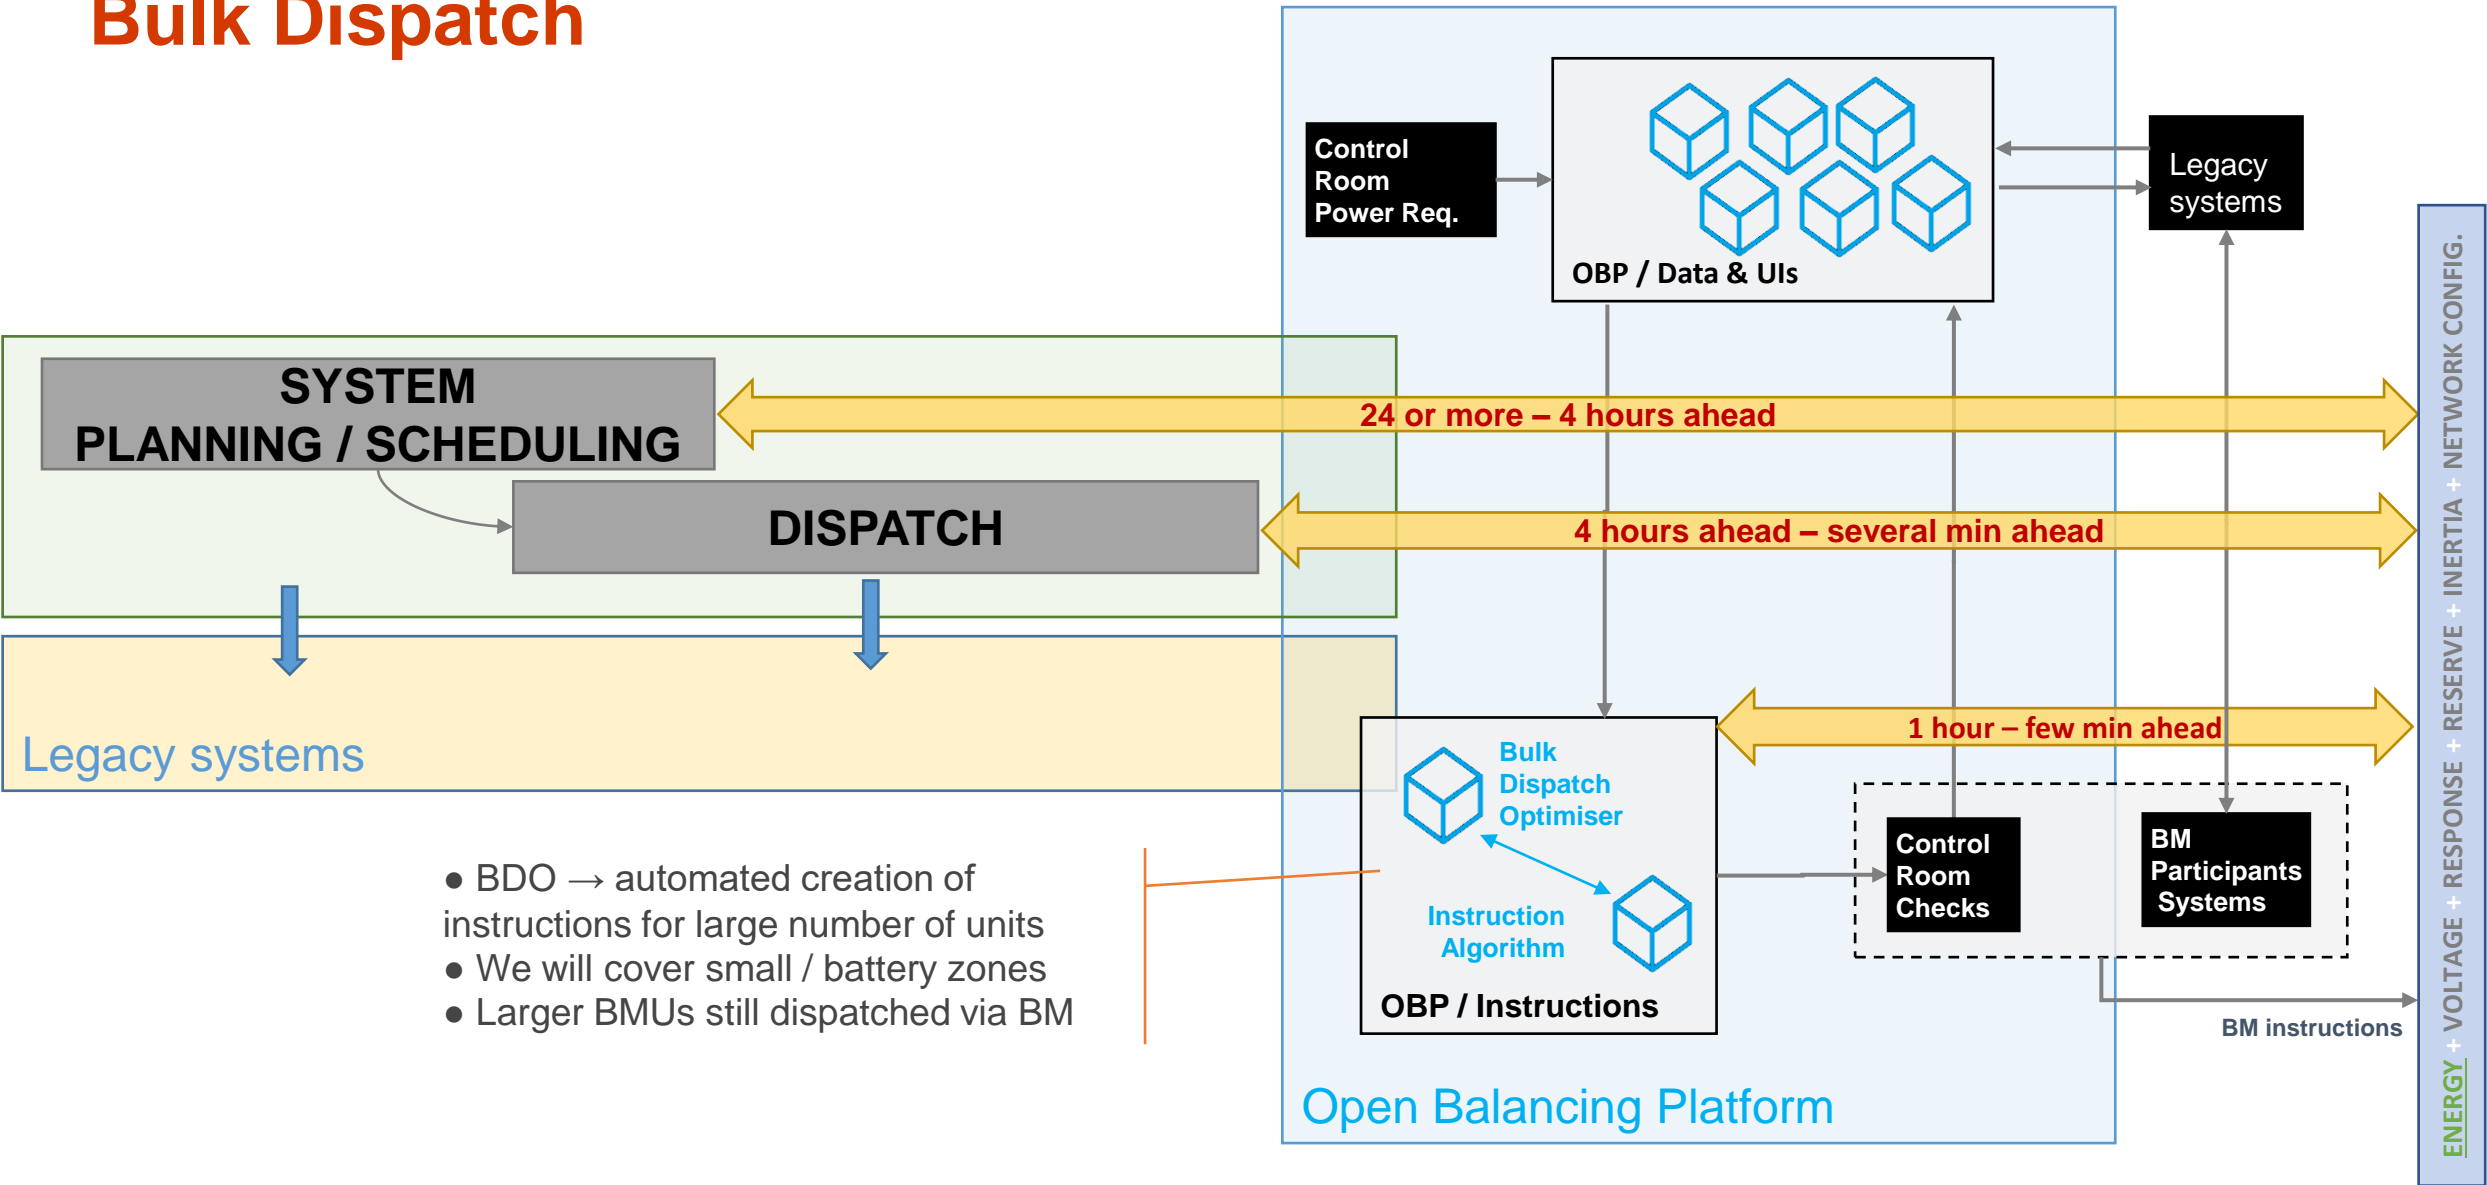 Bulk Dispatch
Control
Room
Power Req.
OBP / Data & UIs
Legacy
systems
SYSTEM
PLANNING / SCHEDULING
24 or more – 4 hours ahead
DISPATCH
4 hours ahead – several min ahead
Legacy systems
1 hour – few min ahead
Bulk
Dispatch
Optimiser
Instruction
Algorithm
OBP / Instructions
Control
Room
Checks
BM
Participants
Systems
● BDO → automated creation of
instructions for large number of units
● We will cover small / battery zones
● Larger BMUs still dispatched via BM
BM instructions
Open Balancing Platform
ENERGY + VOLTAGE + RESPONSE + RESERVE + INERTIA + NETWORK CONFIG.